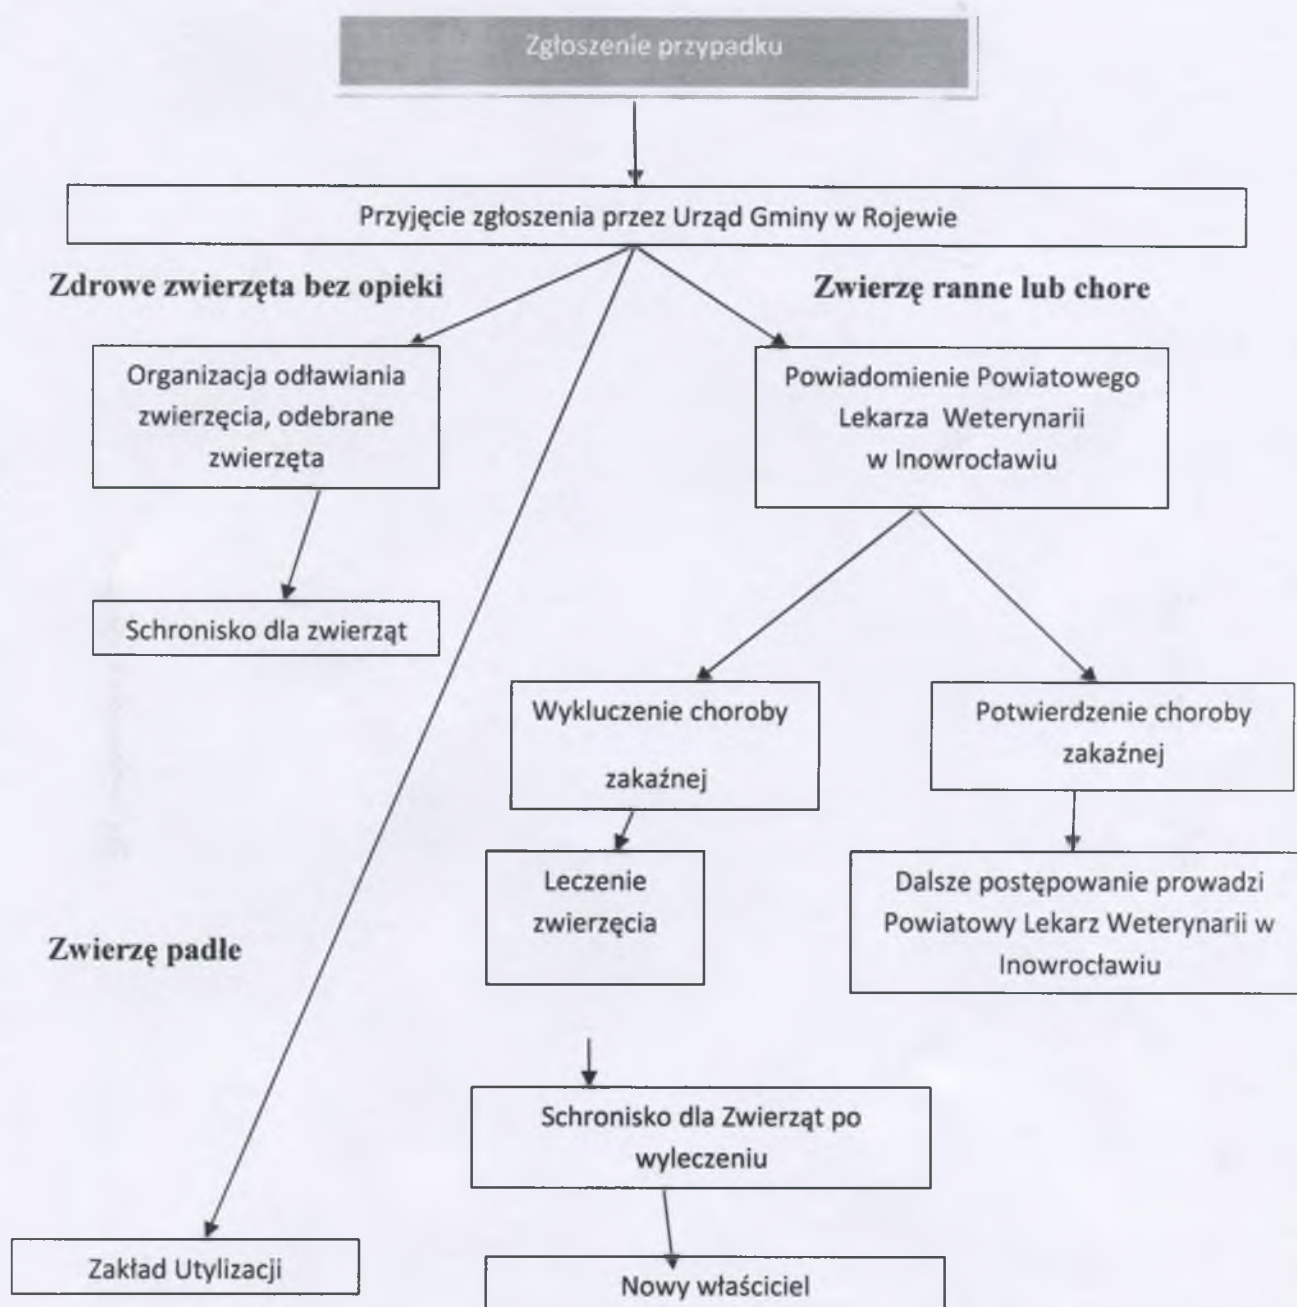 Zgłoszenie przypadku
Przyjęcie zgłoszenia przez Urząd Gminy w Rojewie
Zdrowe zwierzęta bez opieki
Zwierzę ranne lub chore
Organizacja odławiania
zwierzęcia, odebrane
zwierzęta
Powiadomienie Powiatowego
Lekarza Weterynarii
w Inowrocławiu
Schronisko dla zwierząt
Wykluczenie choroby
zakaźnej
Potwierdzenie choroby
zakaźnej
Leczenie
zwierzęcia
Dalsze postępowanie prowadzi
Powiatowy Lekarz Weterynarii w
Inowrocławiu
Zwierzę padle
Schronisko dla Zwierząt po
wyleczeniu
Zakład Utylizacji
Nowy właściciel